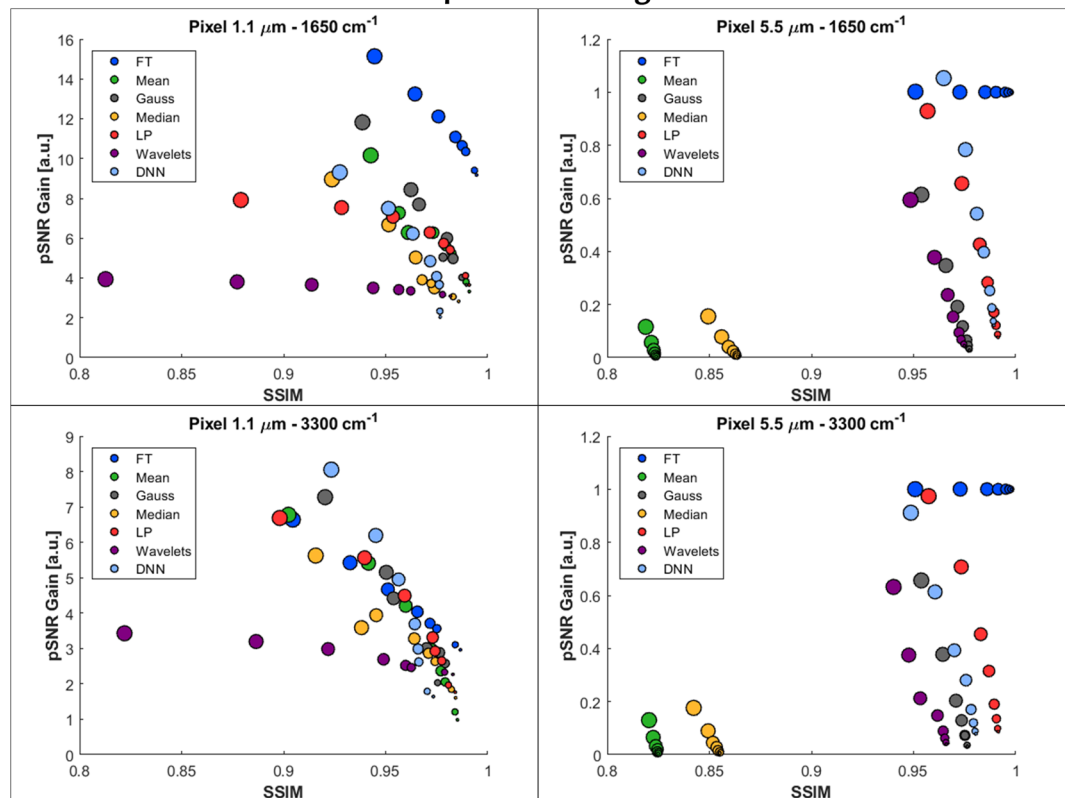 Pixel 1.1 μm - 1650 cm-1
pSNR Gain [a.u.]
16
14
12
10
8
6
4
2
0
FT
Mean
Gauss
Median
LP
Wavelets
DNN
0.8 0.85 0.9 0.95 1
SSIM
Pixel 5.5 μm - 1650 cm-1
pSNR Gain [a.u.]
1.2
1
0.8
0.6
0.4
0.2
0
FT
Mean
Gauss
Median
LP
Wavelets
DNN
0.8 0.85 0.9 0.95 1
SSIM
Pixel 1.1 μm - 3300 cm-1
pSNR Gain [a.u.]
9
8
7
6
5
4
3
2
1
0
FT
Mean
Gauss
Median
LP
Wavelets
DNN
0.8 0.85 0.9 0.95 1
SSIM
Pixel 5.5 μm - 3300 cm-1
pSNR Gain [a.u.]
1.2
1
0.8
0.6
0.4
0.2
0
FT
Mean
Gauss
Median
LP
Wavelets
DNN
0.8 0.85 0.9 0.95 1
SSIM